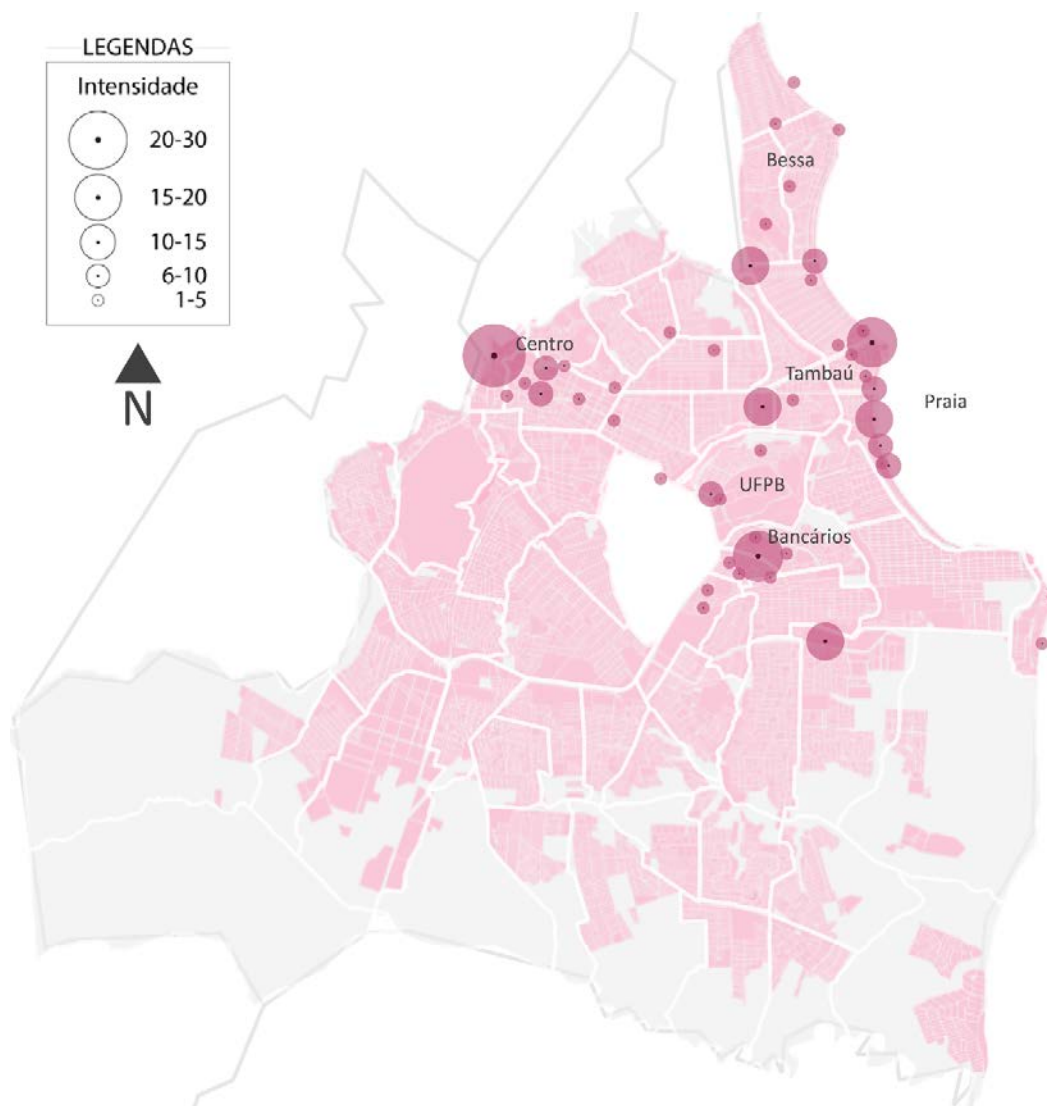 LEGENDAS
Intensidade
20-30
15-20
10-15
6-10
1-5
N
Bessa
Centro
Tambaú
Praia
UFPB
Bancários